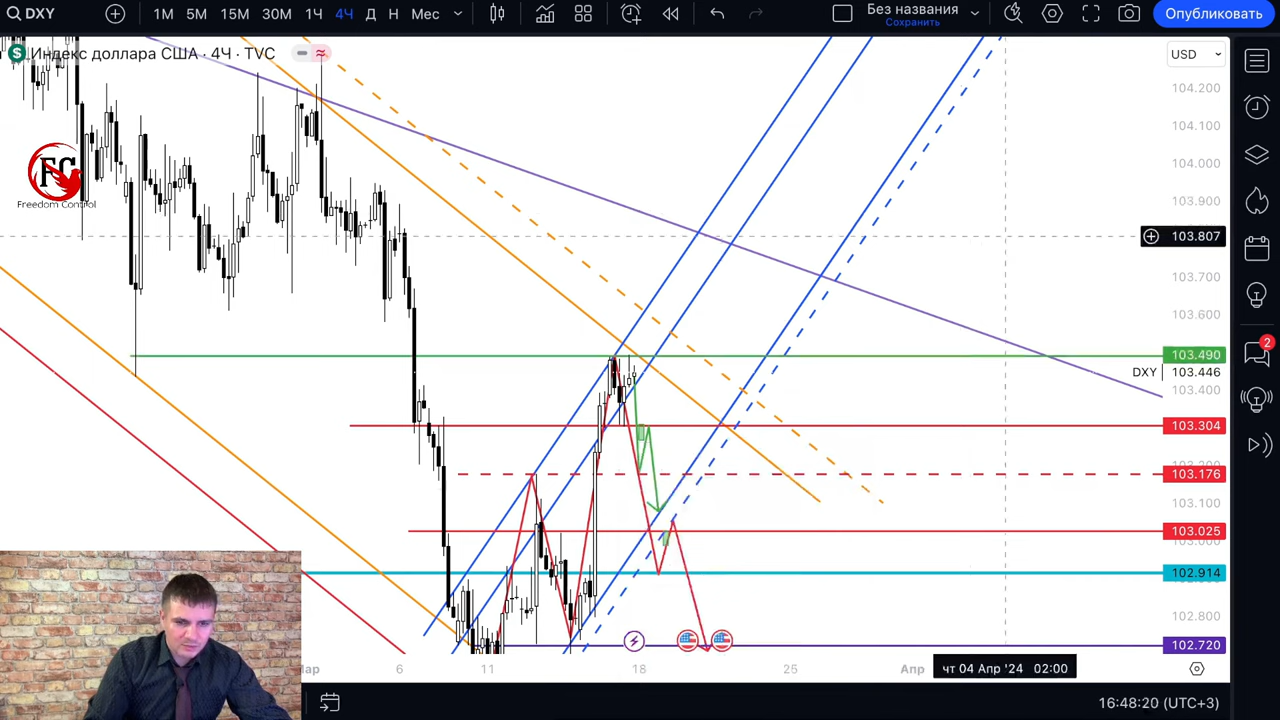 DXY
1М 5М 15М 30М 1Ч 4Ч Д Н Мес
Без названия
Сохранить
Опубликовать
Индекс доллара США · 4Ч · TVC
USD
104.200
104.100
104.000
103.900
103.807
103.700
103.600
103.490
DXY 103.446
103.400
103.304
103.176
103.100
103.025
102.914
102.800
102.720
FC
Freedom Control
2
6 11 18 25 Апр чт 04 Апр '24 02:00
16:48:20 (UTC+3)